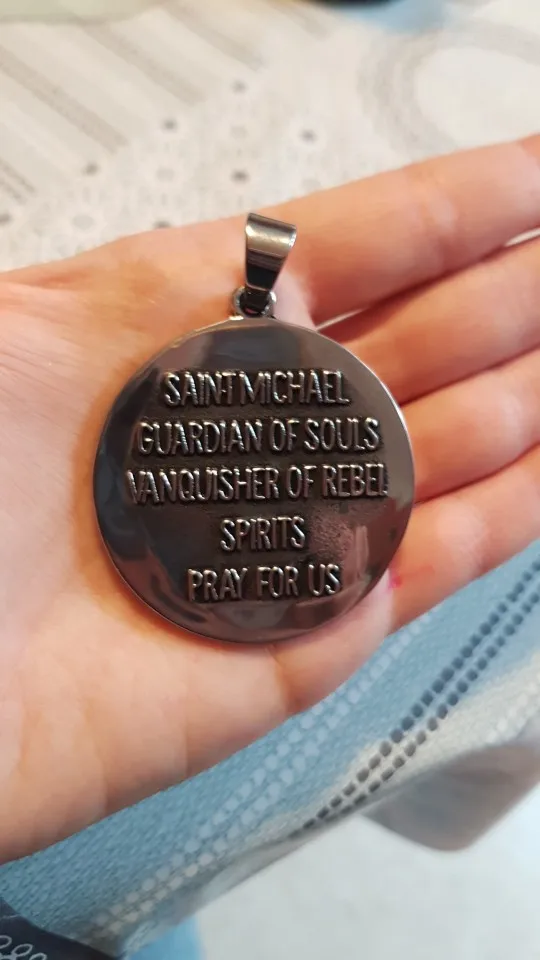 SAINT MICHAEL
GUARDIAN OF SOULS
VANQUISHER OF REBEL
SPIRITS
PRAY FOR US